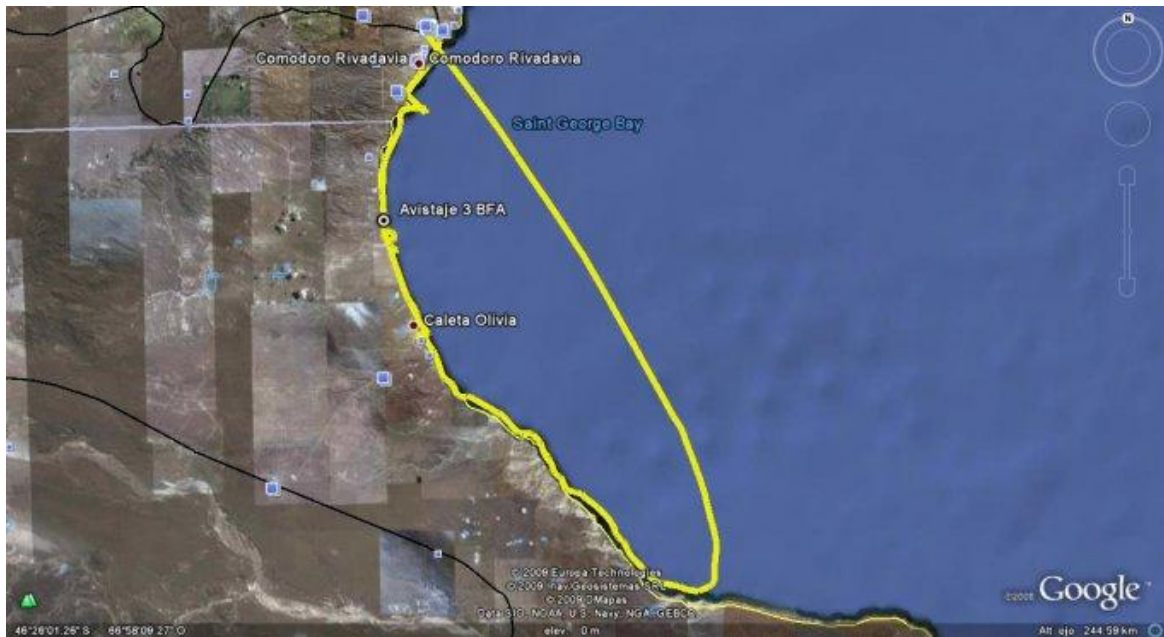 N
Comodoro Rivadavia
Comodoro Rivadavia
Saint George Bay
Avistaje 3 BFA
Caleta Olivia
© 2009 Europa Technologies
© 2009 Inav/Geosistemas SRL
© 2009 DMapas
Data SIO, NOAA, U.S. Navy, NGA, GEBCO
©2008 Google
46°28'01.26" S 66°58'09.27" O
elev. 0 m
Alt. ojo 244.59 km